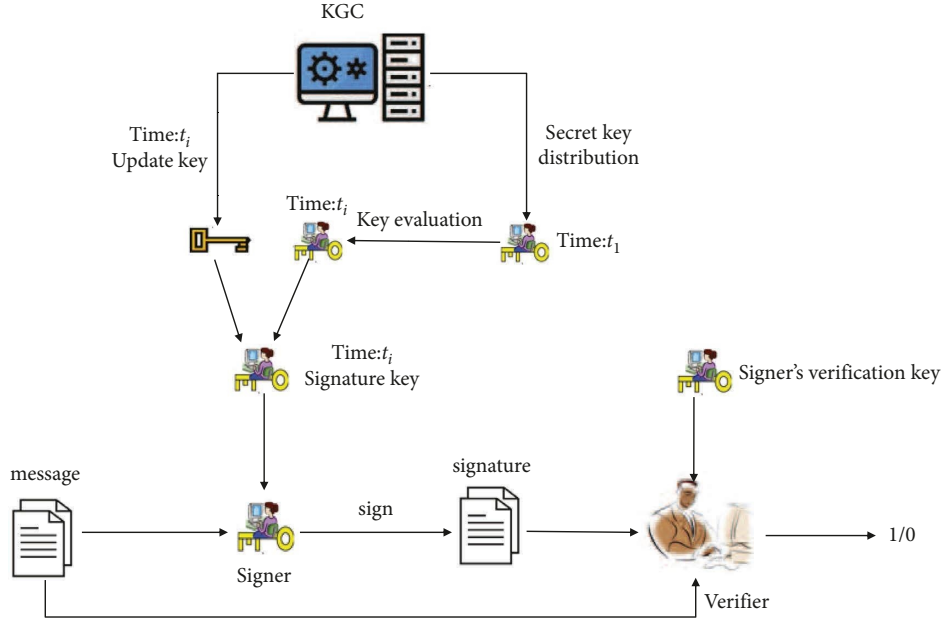 KGC
Time:tᵢ
Update key
Secret key
distribution
Time:tᵢ
Key evaluation
Time:t₁
Time:tᵢ
Signature key
Signer's verification key
message
signature
sign
1/0
Signer
Verifier